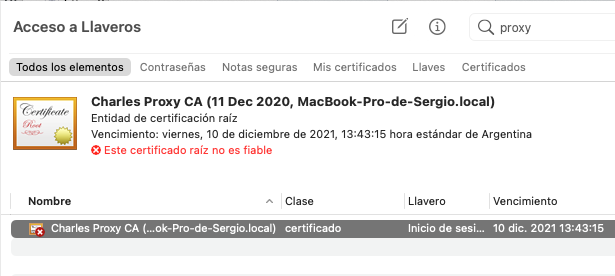 Acceso a Llaveros
proxy
Todos los elementos Contraseñas Notas seguras Mis certificados Llaves Certificados
Certificate
Root
Charles Proxy CA (11 Dec 2020, MacBook-Pro-de-Sergio.local)
Entidad de certificación raíz
Vencimiento: viernes, 10 de diciembre de 2021, 13:43:15 hora estándar de Argentina
Este certificado raíz no es fiable
Nombre Clase Llavero Vencimiento
Charles Proxy CA (...ok-Pro-de-Sergio.local) certificado Inicio de sesi... 10 dic. 2021 13:43:15